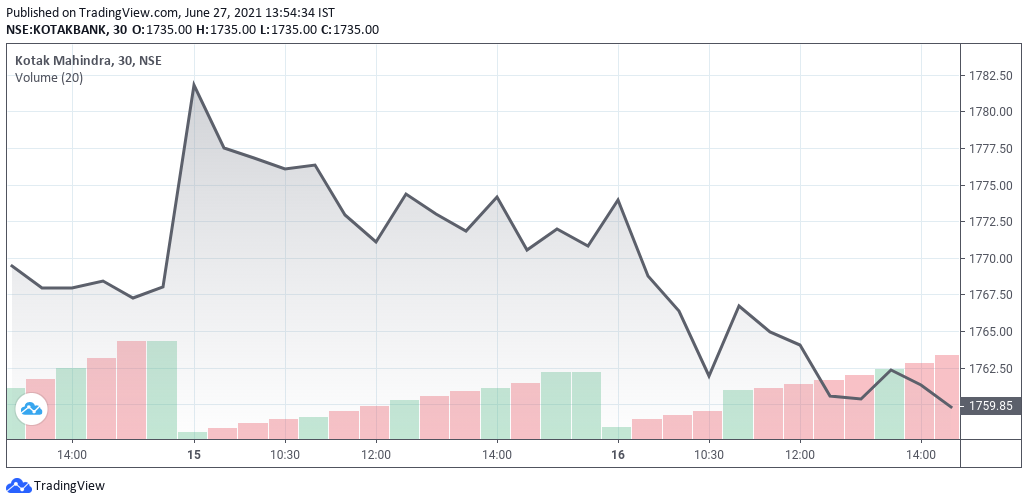 Published on TradingView.com, June 27, 2021 13:54:34 IST
NSE:KOTAKBANK, 30 O:1735.00 H:1735.00 L:1735.00 C:1735.00
Kotak Mahindra, 30, NSE
Volume (20)
1782.50
1780.00
1777.50
1775.00
1772.50
1770.00
1767.50
1765.00
1762.50
1759.85
14:00 15 10:30 12:00 14:00 16 10:30 12:00 14:00
TradingView